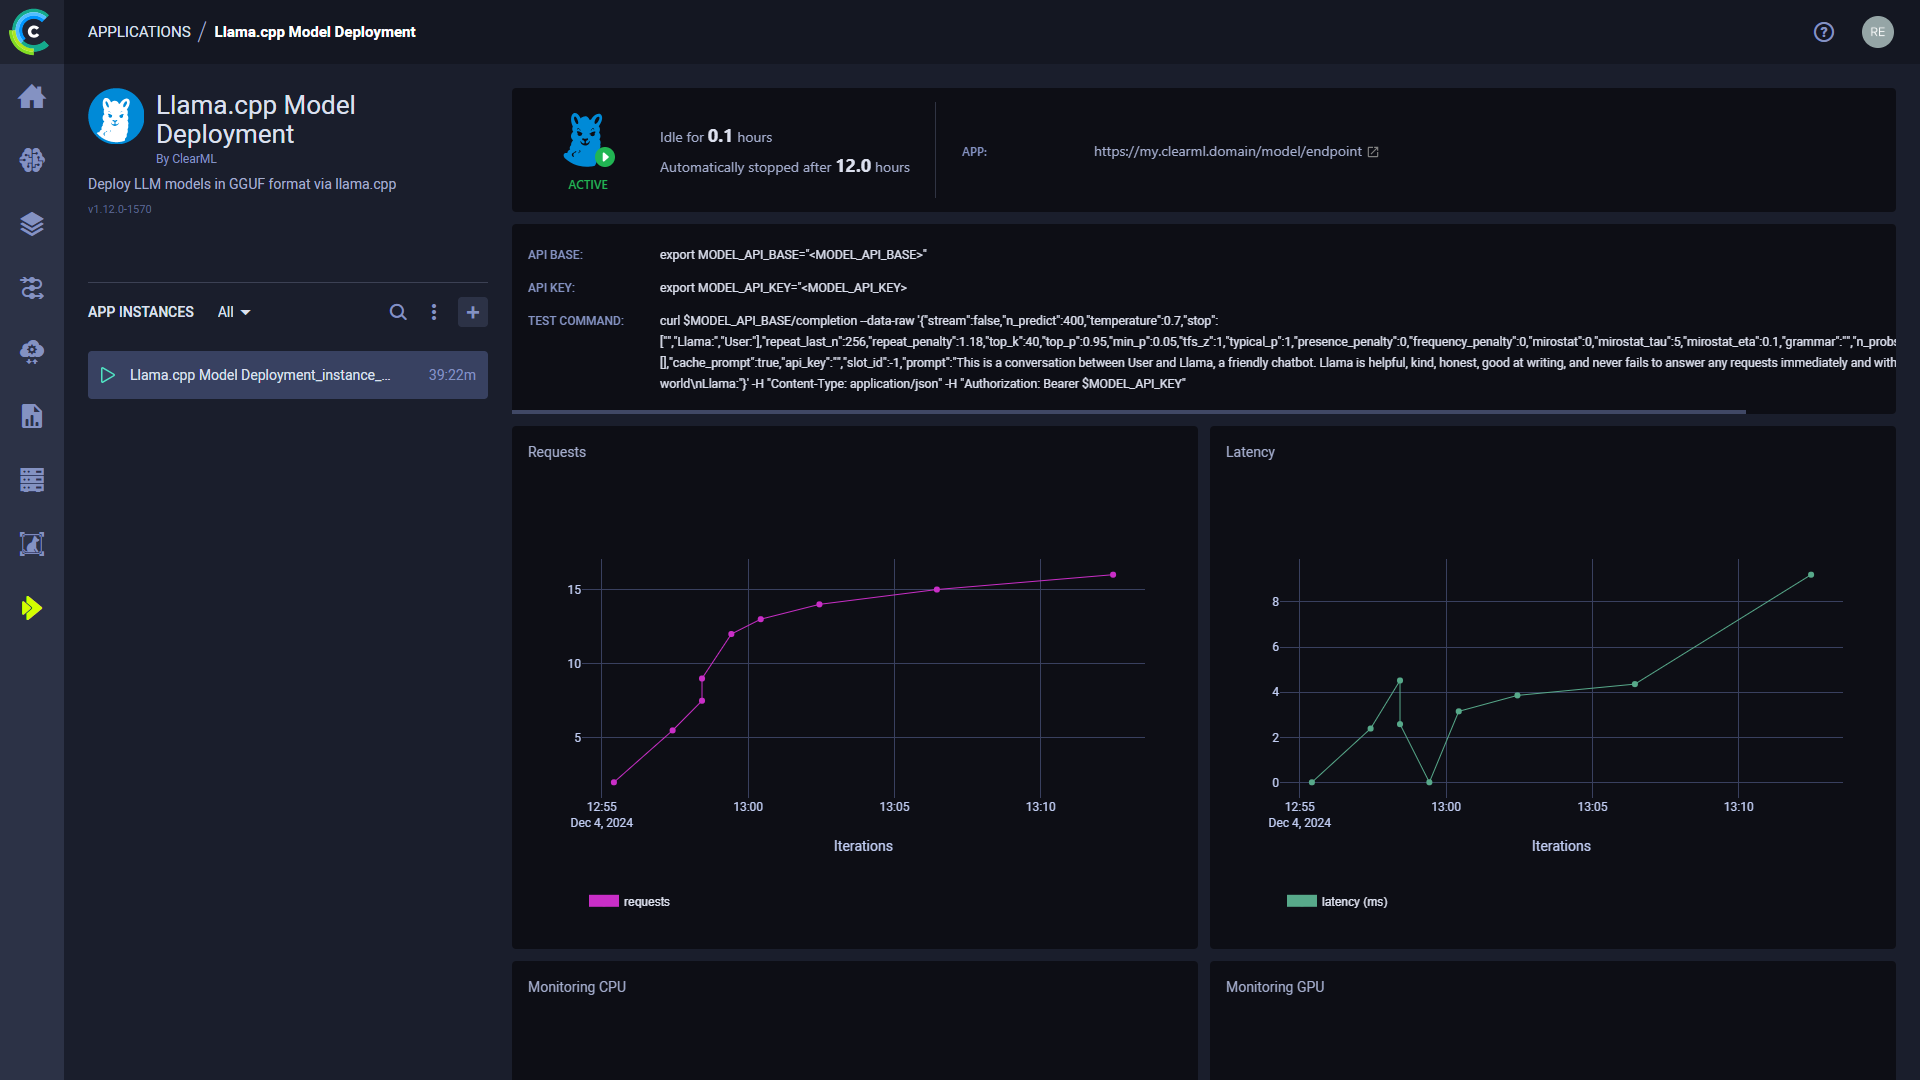 APPLICATIONS / Llama.cpp Model Deployment
?
RE
Llama.cpp Model
Deployment
By ClearML
Deploy LLM models in GGUF format via llama.cpp
v1.12.0-1570
APP INSTANCES All
Llama.cpp Model Deployment_instance_... 39:22m
ACTIVE
Idle for 0.1 hours
Automatically stopped after 12.0 hours
APP: https://my.clearml.domain/model/endpoint
API BASE: export MODEL_API_BASE="<MODEL_API_BASE>"
API KEY: export MODEL_API_KEY="<MODEL_API_KEY>
TEST COMMAND: curl $MODEL_API_BASE/completion --data-raw '{"stream":false,"n_predict":400,"temperature":0.7,"stop":
["","Llama:","User:"],"repeat_last_n":256,"repeat_penalty":1.18,"top_k":40,"top_p":0.95,"min_p":0.05,"tfs_z":1,"typical_p":1,"presence_penalty":0,"frequency_penalty":0,"mirostat":0,"mirostat_tau":5,"mirostat_eta":0.1,"grammar":"","n_probs
[],"cache_prompt":true,"api_key":"","slot_id":-1,"prompt":"This is a conversation between User and Llama, a friendly chatbot. Llama is helpful, kind, honest, good at writing, and never fails to answer any requests immediately and with
world\nLlama:"}' -H "Content-Type: application/json" -H "Authorization: Bearer $MODEL_API_KEY"
Requests
15
10
5
12:55 13:00 13:05 13:10
Dec 4, 2024
Iterations
requests
Latency
8
6
4
2
0
12:55 13:00 13:05 13:10
Dec 4, 2024
Iterations
latency (ms)
Monitoring CPU
Monitoring GPU